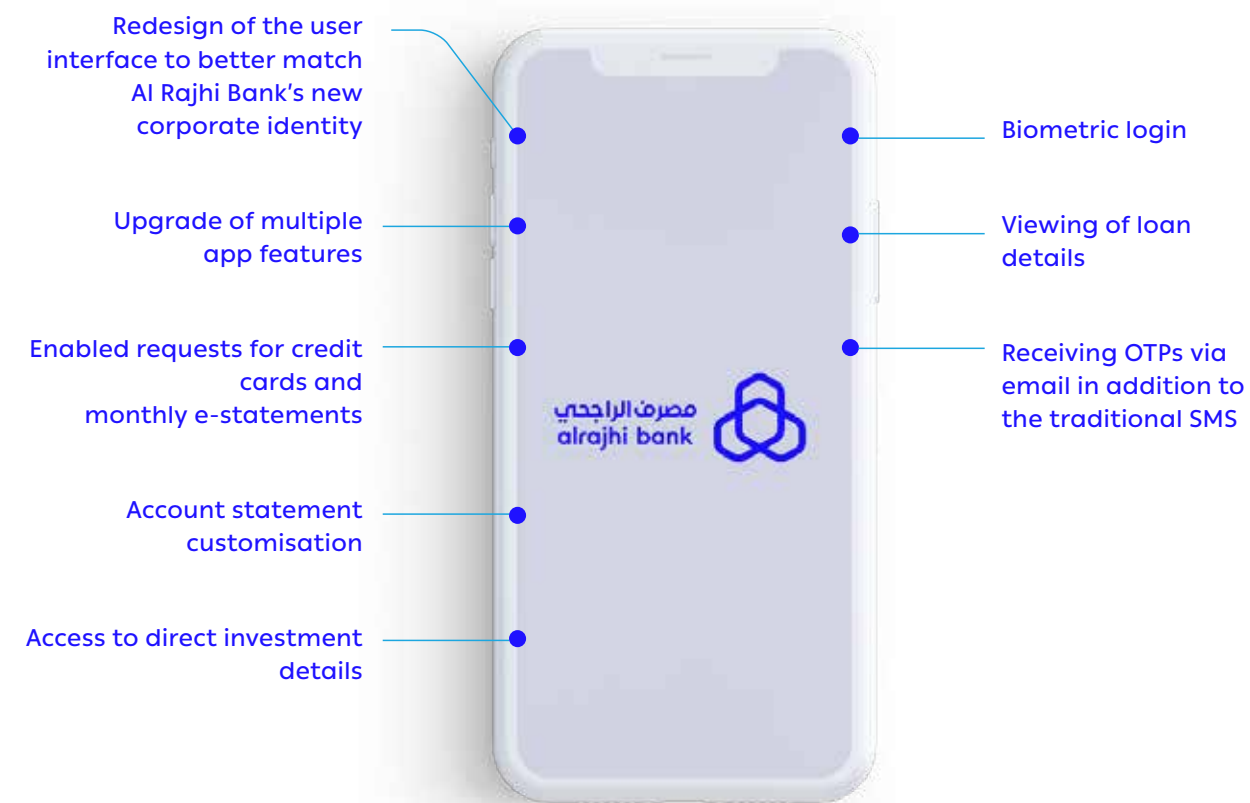 Redesign of the user
interface to better match
Al Rajhi Bank's new
corporate identity
Upgrade of multiple
app features
Enabled requests for credit
cards and
monthly e-statements
Account statement
customisation
Access to direct investment
details
مصرف الراجحي
alrajhi bank
Biometric login
Viewing of loan
details
Receiving OTPs via
email in addition to
the traditional SMS